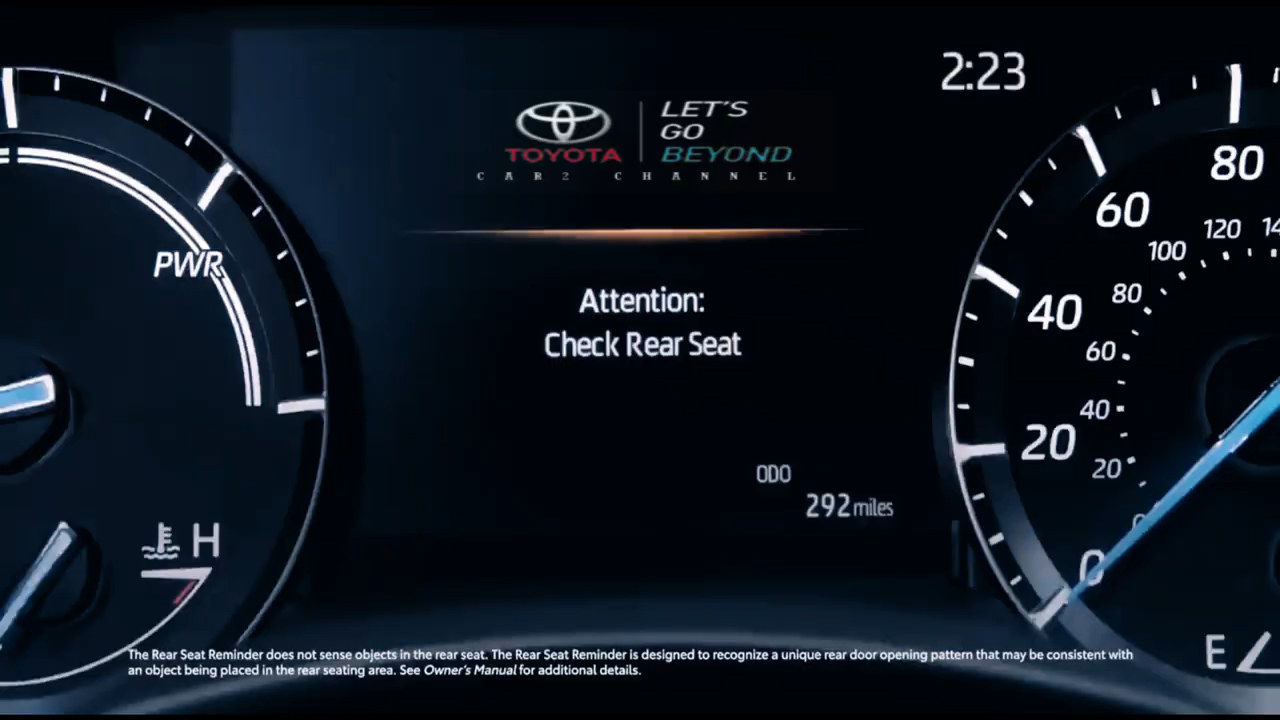 2:23
TOYOTA
LET'S
GO
BEYOND
CAR2 CHANNEL
PWR
Attention:
Check Rear Seat
ODO
292 miles
H
80
60
40
20
0
120
100
80
60
40
20
0
E
The Rear Seat Reminder does not sense objects in the rear seat. The Rear Seat Reminder is designed to recognize a unique rear door opening pattern that may be consistent with
an object being placed in the rear seating area. See Owner's Manual for additional details.